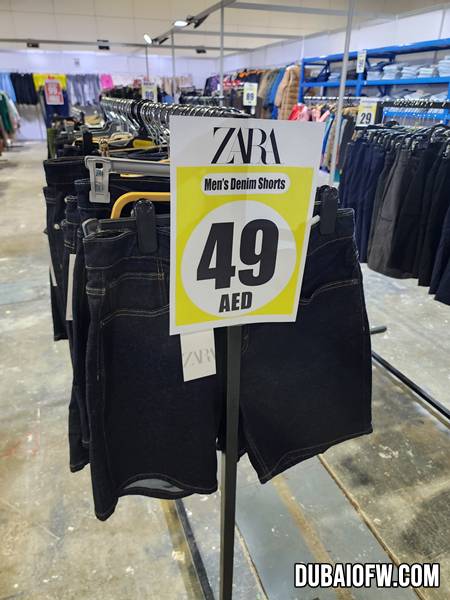 ZARA
Men's Denim Shorts
49
AED
ZARA
29
DUBAIOFW.COM